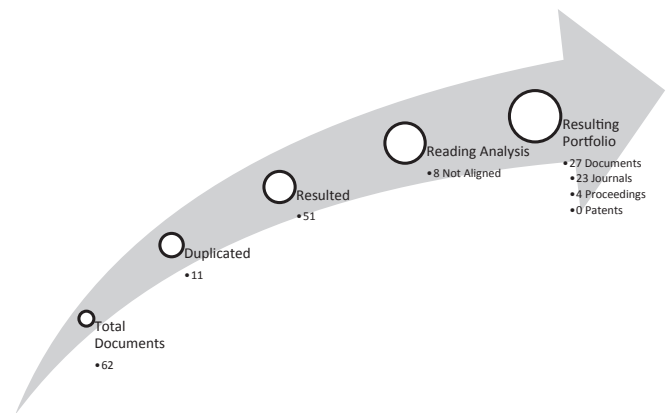 Total
Documents
•62
Duplicated
•11
Resulted
•51
Reading Analysis
•8 Not Aligned
Resulting
Portfolio
•27 Documents
•23 Journals
•4 Proceedings
•0 Patents